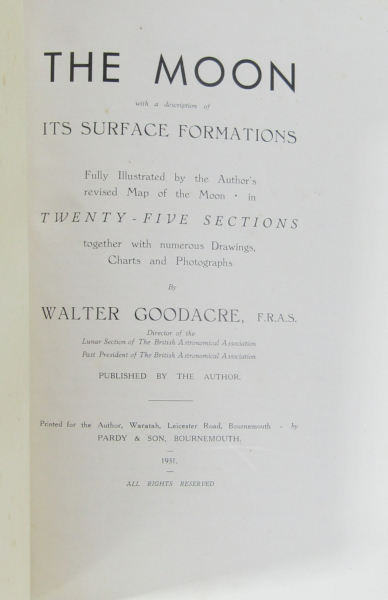 THE MOON
with a description of
ITS SURFACE FORMATIONS
Fully Illustrated by the Author's
revised Map of the Moon · in
TWENTY-FIVE SECTIONS
together with numerous Drawings,
Charts and Photographs
By
WALTER GOODACRE, F.R.A.S.
Director of the
Lunar Section of The British Astronomical Association
Past President of The British Astronomical Association
PUBLISHED BY THE AUTHOR.
Printed for the Author, Waratah, Leicester Road, Bournemouth - by
PARDY & SON, BOURNEMOUTH,
1931.
ALL RIGHTS RESERVED